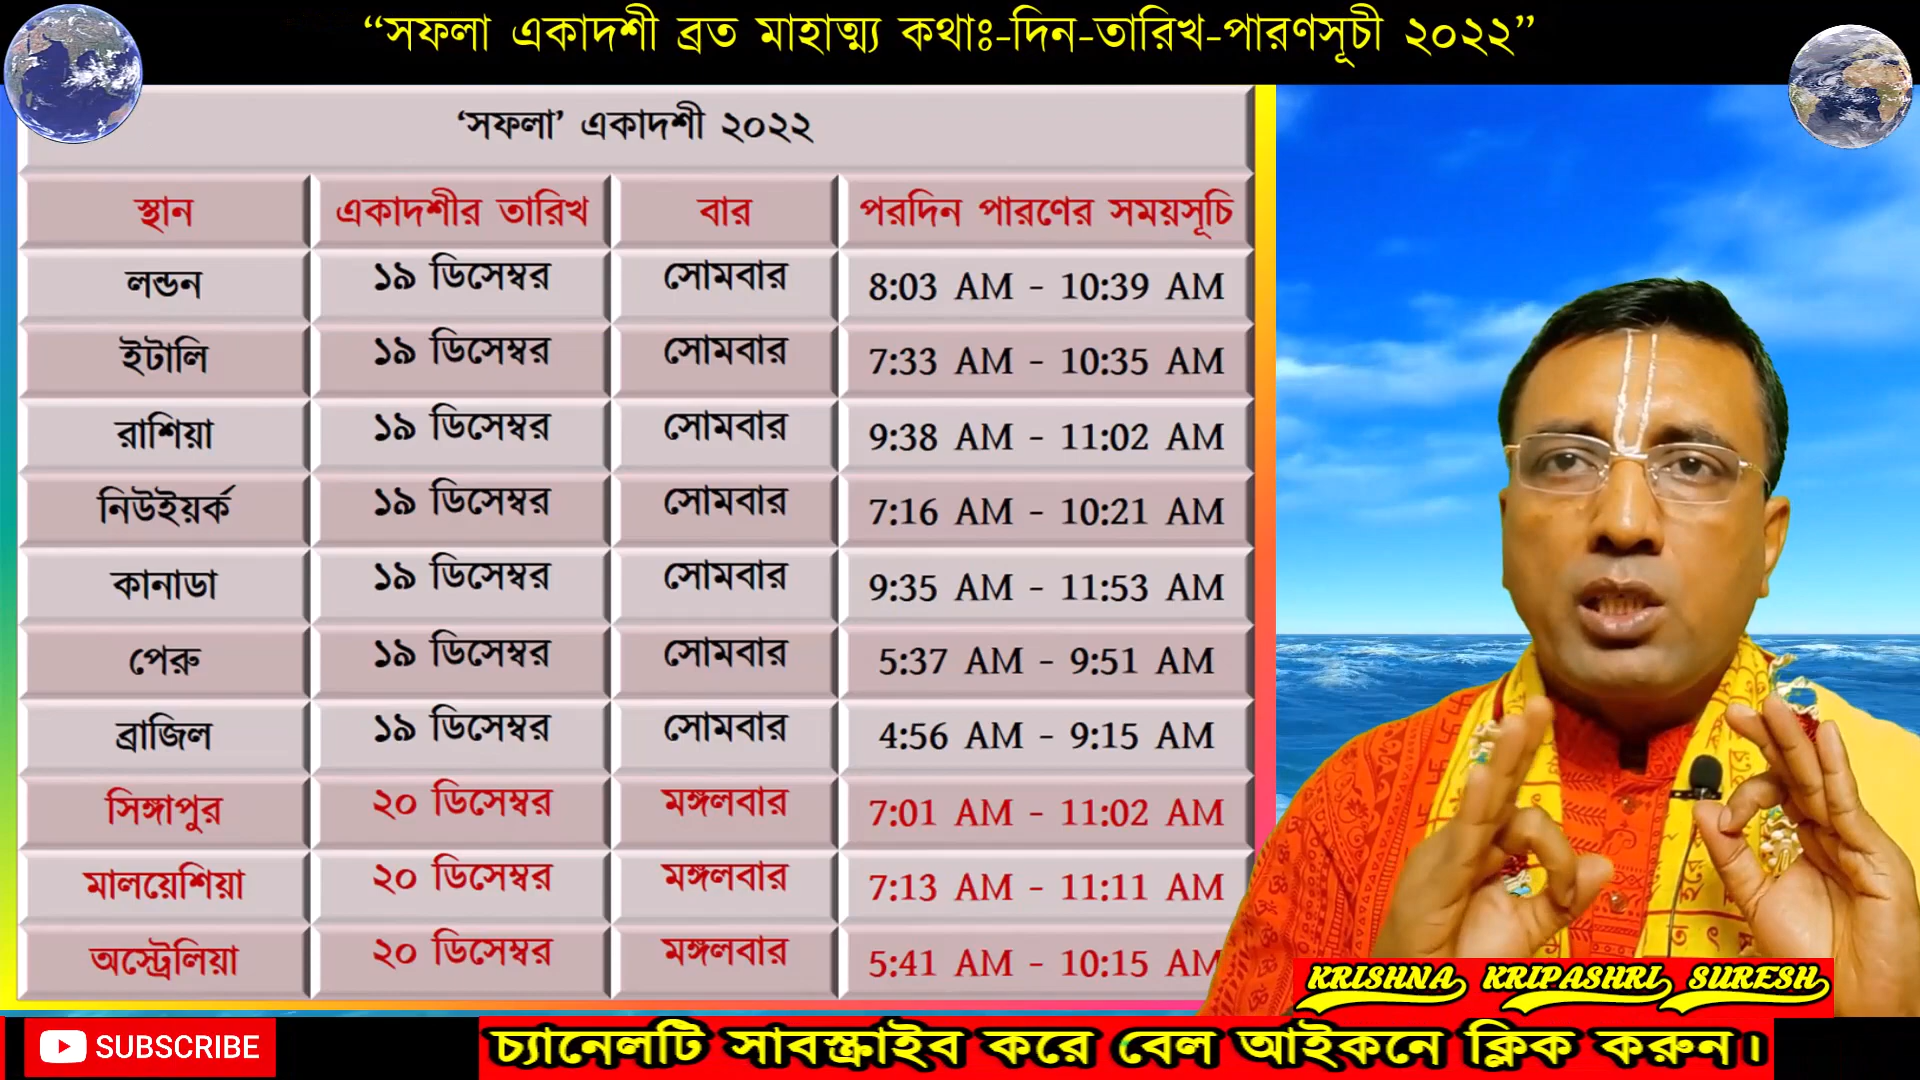 “সফলা একাদশী ব্রত মাহাত্ম্য কথাঃ-দিন-তারিখ-পারণসূচী ২০২২”
‘সফলা’ একাদশী ২০২২
স্থান একাদশীর তারিখ বার পরদিন পারণের সময়সূচি
লন্ডন ১৯ ডিসেম্বর সোমবার 8:03 AM - 10:39 AM
ইটালি ১৯ ডিসেম্বর সোমবার 7:33 AM - 10:35 AM
রাশিয়া ১৯ ডিসেম্বর সোমবার 9:38 AM - 11:02 AM
নিউইয়র্ক ১৯ ডিসেম্বর সোমবার 7:16 AM - 10:21 AM
কানাডা ১৯ ডিসেম্বর সোমবার 9:35 AM - 11:53 AM
পেরু ১৯ ডিসেম্বর সোমবার 5:37 AM - 9:51 AM
ব্রাজিল ১৯ ডিসেম্বর সোমবার 4:56 AM - 9:15 AM
সিঙ্গাপুর ২০ ডিসেম্বর মঙ্গলবার 7:01 AM - 11:02 AM
মালয়েশিয়া ২০ ডিসেম্বর মঙ্গলবার 7:13 AM - 11:11 AM
অস্ট্রেলিয়া ২০ ডিসেম্বর মঙ্গলবার 5:41 AM - 10:15 AM
KRISHNA KRIPASHRI SURESH
SUBSCRIBE চ্যানেলটি সাবস্ক্রাইব করে বেল আইকনে ক্লিক করুন।